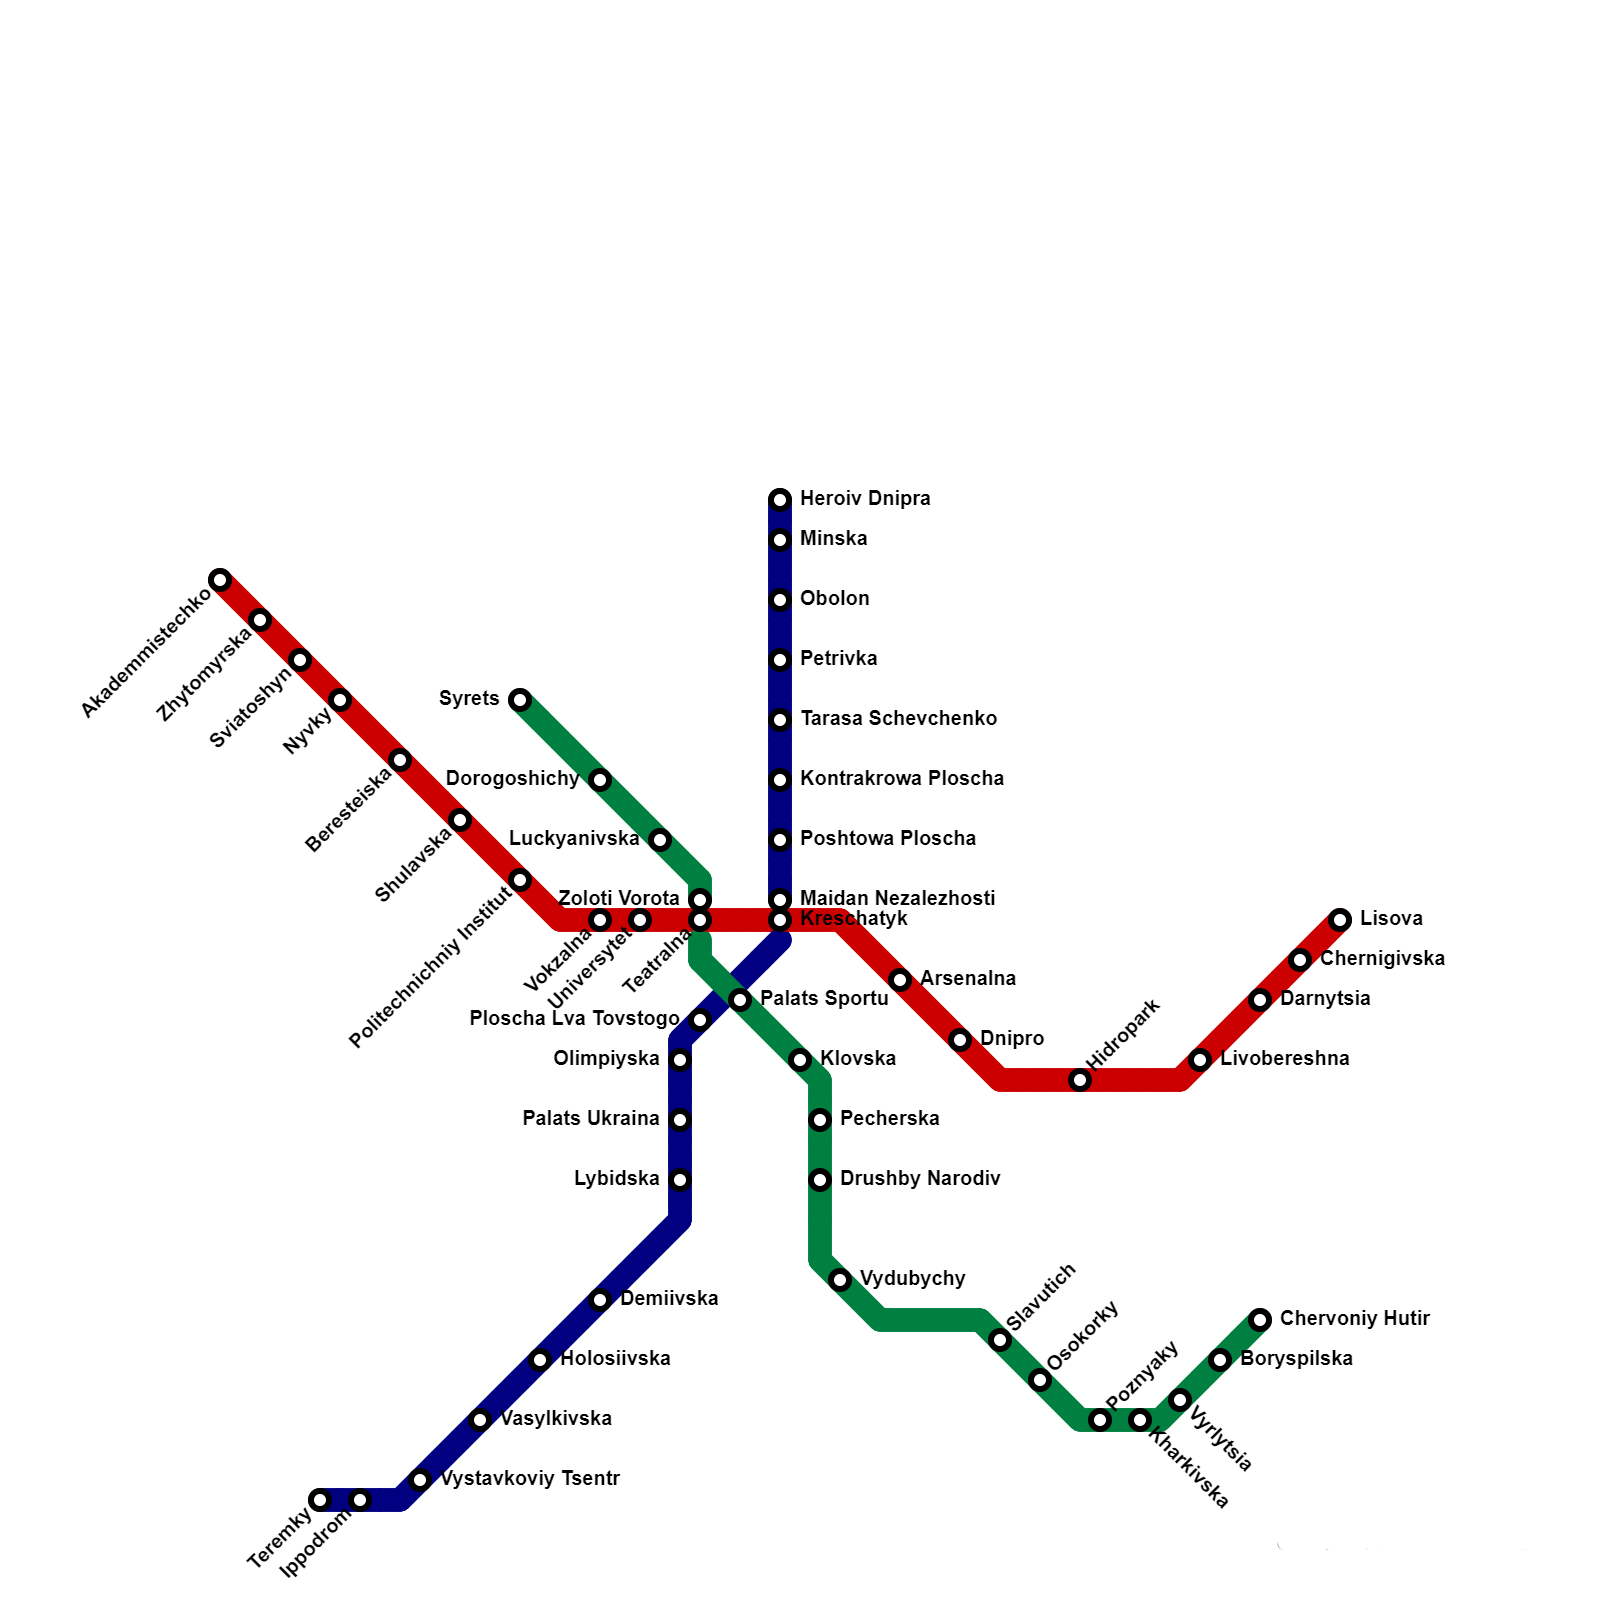 Heroiv Dnipra
Minska
Obolon
Petrivka
Tarasa Schevchenko
Kontrakrowa Ploscha
Poshtowa Ploscha
Maidan Nezalezhosti
Kreschatyk
Akademmistechko
Zhytomyrska
Sviatoshyn
Nyvky
Beresteiska
Shulavska
Politechnichniy Institut
Vokzalna
Universytet
Teatralna
Syrets
Dorogoshichy
Luckyanivska
Zoloti Vorota
Arsenalna
Dnipro
Hidropark
Livobereshna
Darnytsia
Chernigivska
Lisova
Palats Sportu
Klovska
Pecherska
Drushby Narodiv
Vydubychy
Slavutich
Osokorky
Poznyaky
Kharkivska
Vyrlytsia
Boryspilska
Chervoniy Hutir
Ploscha Lva Tovstogo
Olimpiyska
Palats Ukraina
Lybidska
Demiivska
Holosiivska
Vasylkivska
Vystavkoviy Tsentr
Ippodrom
Teremky